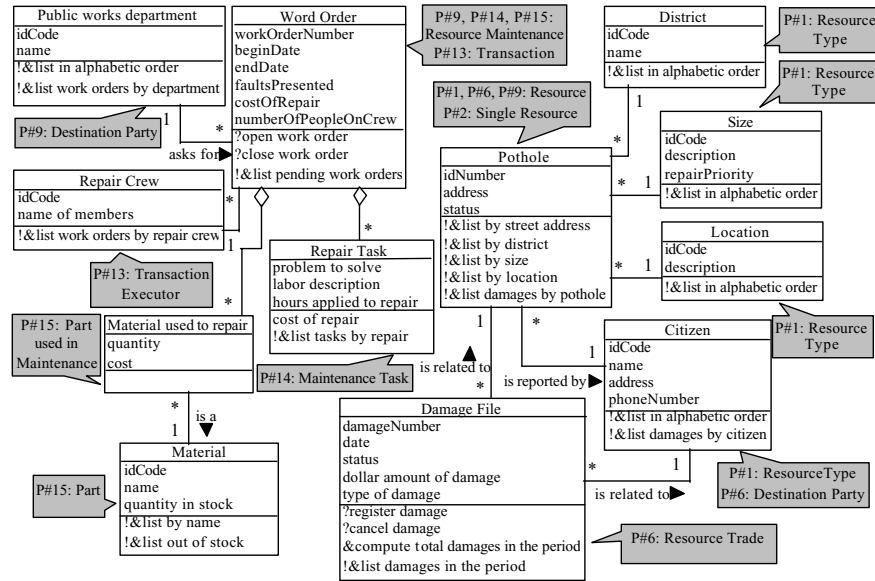 Public works department
idCode
name
!&list in alphabetic order
!&list work orders by department
P#9: Destination Party
1
*
asks for
Word Order
workOrderNumber
beginDate
endDate
faultsPresented
costOfRepair
numberOfPeopleOnCrew
?open work order
?close work order
!&list pending work orders
P#9, P#14, P#15:
Resource Maintenance
P#13: Transaction
District
idCode
name
!&list in alphabetic order
P#1: Resource
Type
P#1: Resource
Type
1
*
P#1, P#6, P#9: Resource
P#2: Single Resource
Size
idCode
description
repairPriority
!&list in alphabetic order
* 1
Pothole
idNumber
address
status
!&list by street address
!&list by district
!&list by size
!&list by location
!&list damages by pothole
Repair Crew
idCode
name of members
!&list work orders by repair crew
*
1
P#13: Transaction
Executor
1
*
*
Repair Task
problem to solve
labor description
hours applied to repair
cost of repair
!&list tasks by repair
P#14: Maintenance Task
Location
idCode
description
!&list in alphabetic order
* 1
P#1: Resource
Type
P#15: Part
used in
Maintenance
Material used to repair
quantity
cost
*
1
is a
Material
idCode
name
quantity in stock
!&list by name
!&list out of stock
P#15: Part
1
is related to
*
*
1
is reported by
Citizen
idCode
name
address
phoneNumber
!&list in alphabetic order
!&list damages by citizen
P#1: ResourceType
P#6: Destination Party
Damage File
damageNumber
date
status
dollar amount of damage
type of damage
?register damage
?cancel damage
&compute total damages in the period
!&list damages in the period
*
1
is related to
P#6: Resource Trade